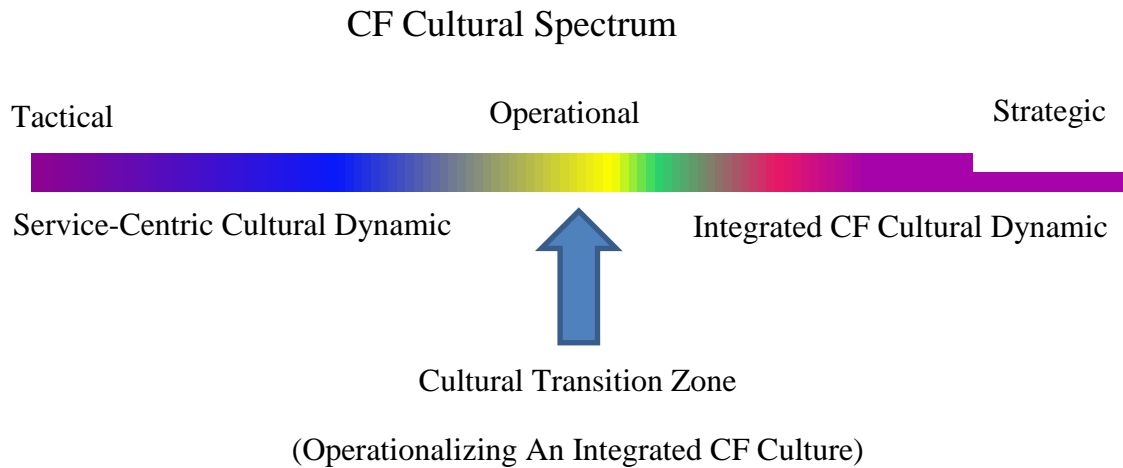 CF Cultural Spectrum
Tactical
Operational
Strategic
Service-Centric Cultural Dynamic
Integrated CF Cultural Dynamic
Cultural Transition Zone
(Operationalizing An Integrated CF Culture)